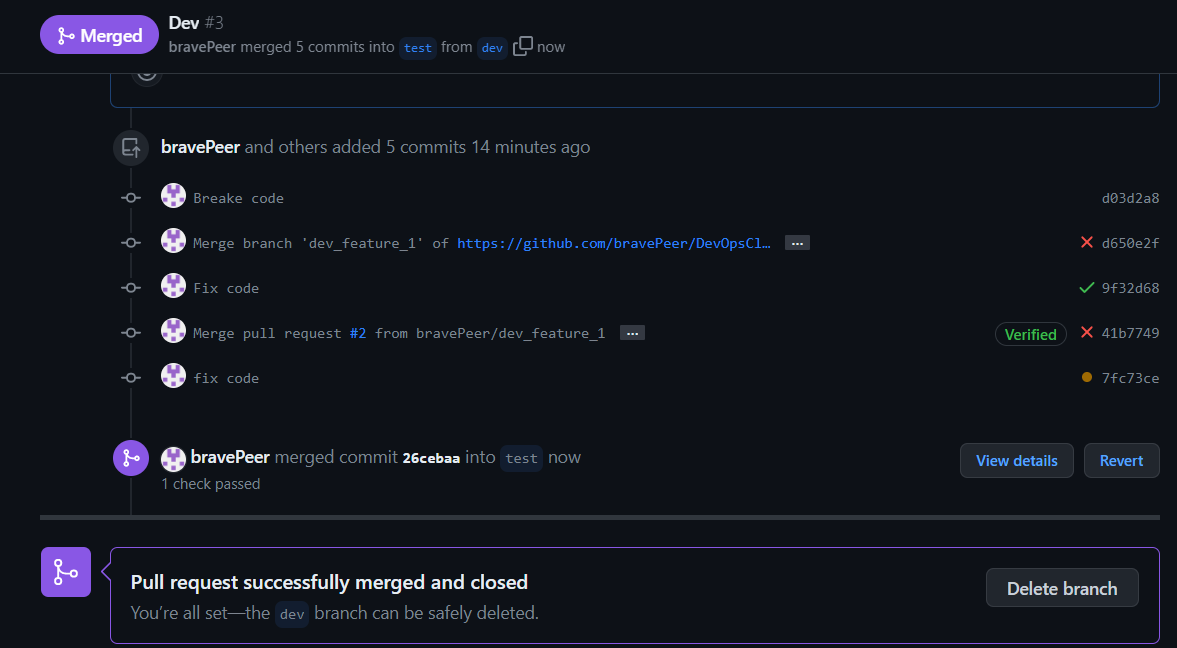 Merged
Dev #3
bravePeer merged 5 commits into test from dev now
bravePeer and others added 5 commits 14 minutes ago
Breake code d03d2a8
Merge branch 'dev_feature_1' of https://github.com/bravePeer/DevOpsCl… ... d650e2f
Fix code 9f32d68
Merge pull request #2 from bravePeer/dev_feature_1 ... Verified 41b7749
fix code 7fc73ce
bravePeer merged commit 26cebaa into test now View details Revert
1 check passed
Pull request successfully merged and closed
You're all set—the dev branch can be safely deleted.
Delete branch